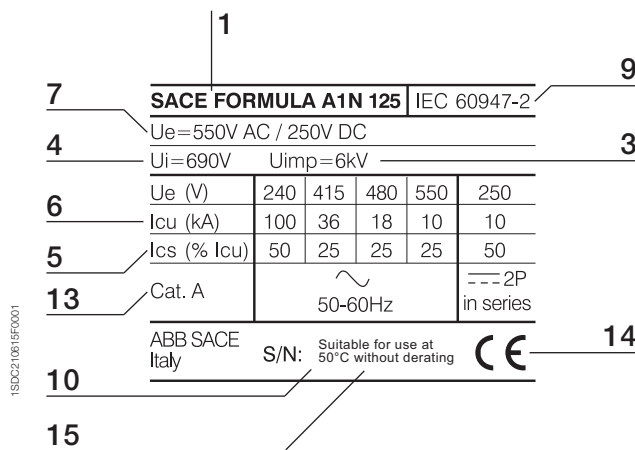 1
9
SACE FORMULA A1N 125 IEC 60947-2
7
Ue=550V AC / 250V DC
4
Ui=690V Uimp=6kV
3
Ue (V) 240 415 480 550 250
6
Icu (kA) 100 36 18 10 10
5
Ics (% Icu) 50 25 25 25 50
13
Cat. A
50-60Hz
2P
in series
ABB SACE
Italy
S/N:
Suitable for use at
50°C without derating
CE
14
10
15
1SDC210615F0001